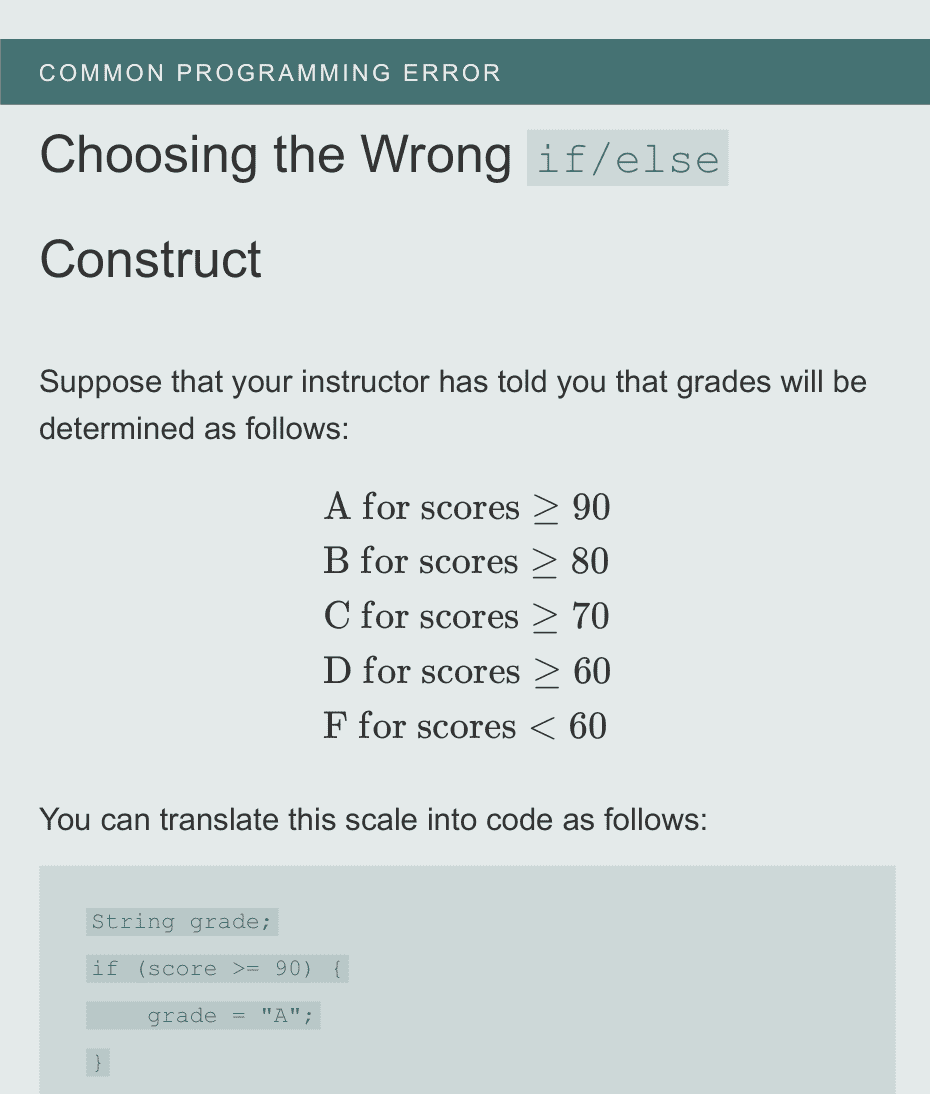 COMMON PROGRAMMING ERROR
Choosing the Wrong if/else
Construct
Suppose that your instructor has told you that grades will be
determined as follows:
A for scores ≥ 90
B for scores ≥ 80
C for scores ≥ 70
D for scores ≥ 60
F for scores < 60
You can translate this scale into code as follows:
String grade;
if (score >= 90) {
    grade = "A";
}